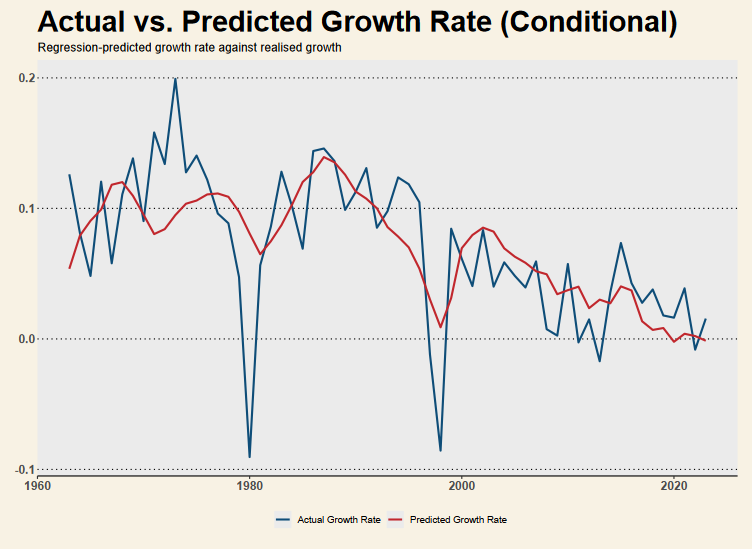 Actual vs. Predicted Growth Rate (Conditional)
Regression-predicted growth rate against realised growth
0.2
0.1
0.0
-0.1
1960 1980 2000 2020
Actual Growth Rate Predicted Growth Rate